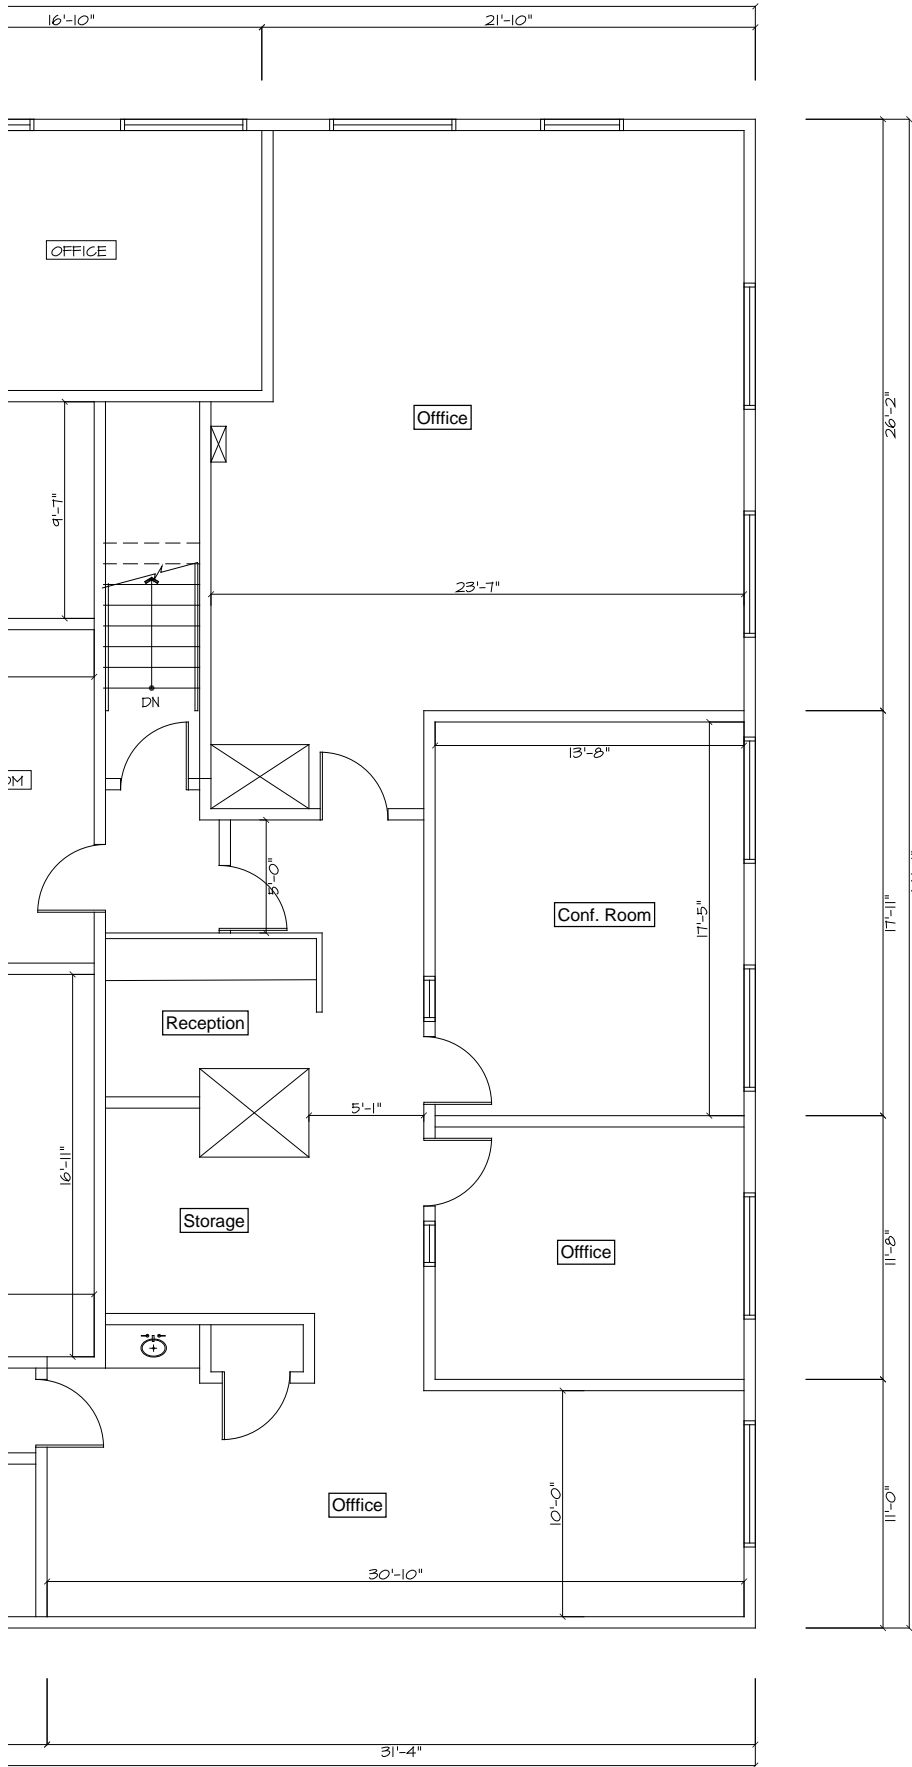 16'-10"
21'-10"
OFFICE
Offfice
26'-2"
9'-7"
23'-7"
DN
13'-8"
5'-0"
Conf. Room
17'-5"
17'-11"
Reception
5'-1"
16'-11"
Storage
Offfice
11'-8"
Offfice
10'-0"
11'-0"
30'-10"
31'-4"